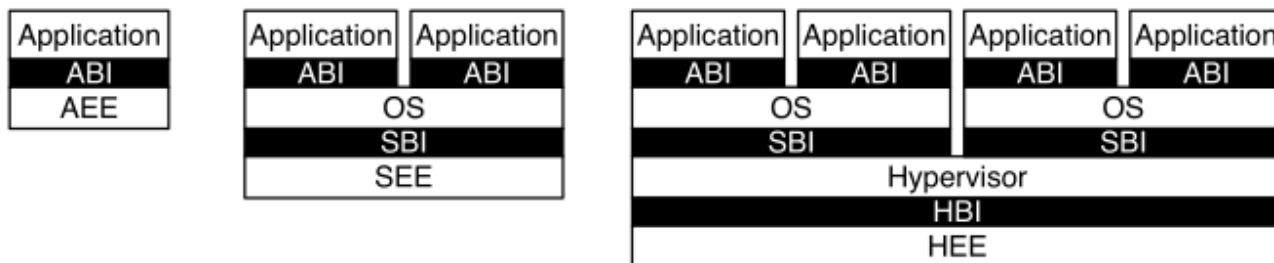 Application
ABI
AEE
Application Application
ABI ABI
OS
SBI
SEE
Application Application Application Application
ABI ABI ABI ABI
OS OS
SBI SBI
Hypervisor
HBI
HEE